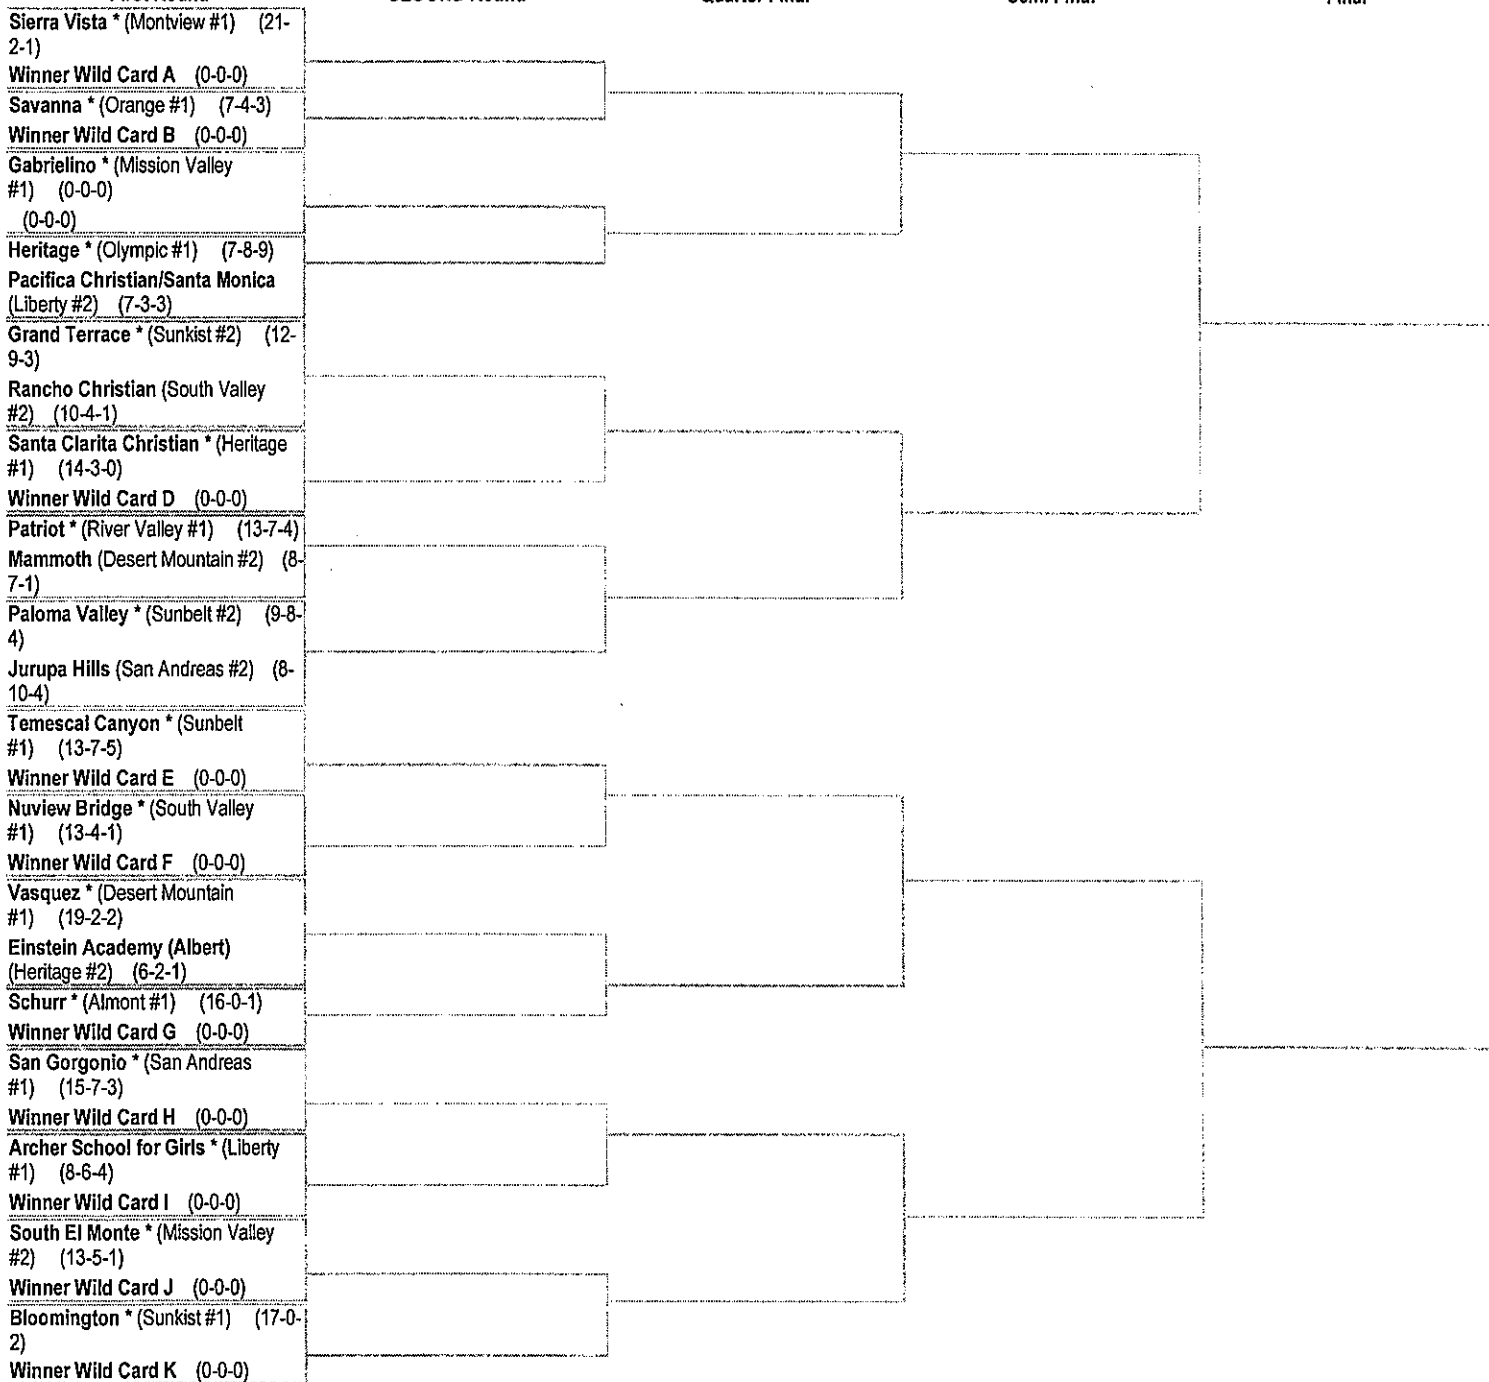 First Round SECOND Round Quarter Final Semi Final Final
Sierra Vista * (Montview #1) (21-
2-1)
Winner Wild Card A (0-0-0)
Savanna * (Orange #1) (7-4-3)
Winner Wild Card B (0-0-0)
Gabrielino * (Mission Valley
#1) (0-0-0)
(0-0-0)
Heritage * (Olympic #1) (7-8-9)
Pacifica Christian/Santa Monica
(Liberty #2) (7-3-3)
Grand Terrace * (Sunkist #2) (12-
9-3)
Rancho Christian (South Valley
#2) (10-4-1)
Santa Clarita Christian * (Heritage
#1) (14-3-0)
Winner Wild Card D (0-0-0)
Patriot * (River Valley #1) (13-7-4)
Mammoth (Desert Mountain #2) (8-
7-1)
Paloma Valley * (Sunbelt #2) (9-8-
4)
Jurupa Hills (San Andreas #2) (8-
10-4)
Temescal Canyon * (Sunbelt
#1) (13-7-5)
Winner Wild Card E (0-0-0)
Nuview Bridge * (South Valley
#1) (13-4-1)
Winner Wild Card F (0-0-0)
Vasquez * (Desert Mountain
#1) (19-2-2)
Einstein Academy (Albert)
(Heritage #2) (6-2-1)
Schurr * (Almont #1) (16-0-1)
Winner Wild Card G (0-0-0)
San Gorgonio * (San Andreas
#1) (15-7-3)
Winner Wild Card H (0-0-0)
Archer School for Girls * (Liberty
#1) (8-6-4)
Winner Wild Card I (0-0-0)
South El Monte * (Mission Valley
#2) (13-5-1)
Winner Wild Card J (0-0-0)
Bloomington * (Sunkist #1) (17-0-
2)
Winner Wild Card K (0-0-0)